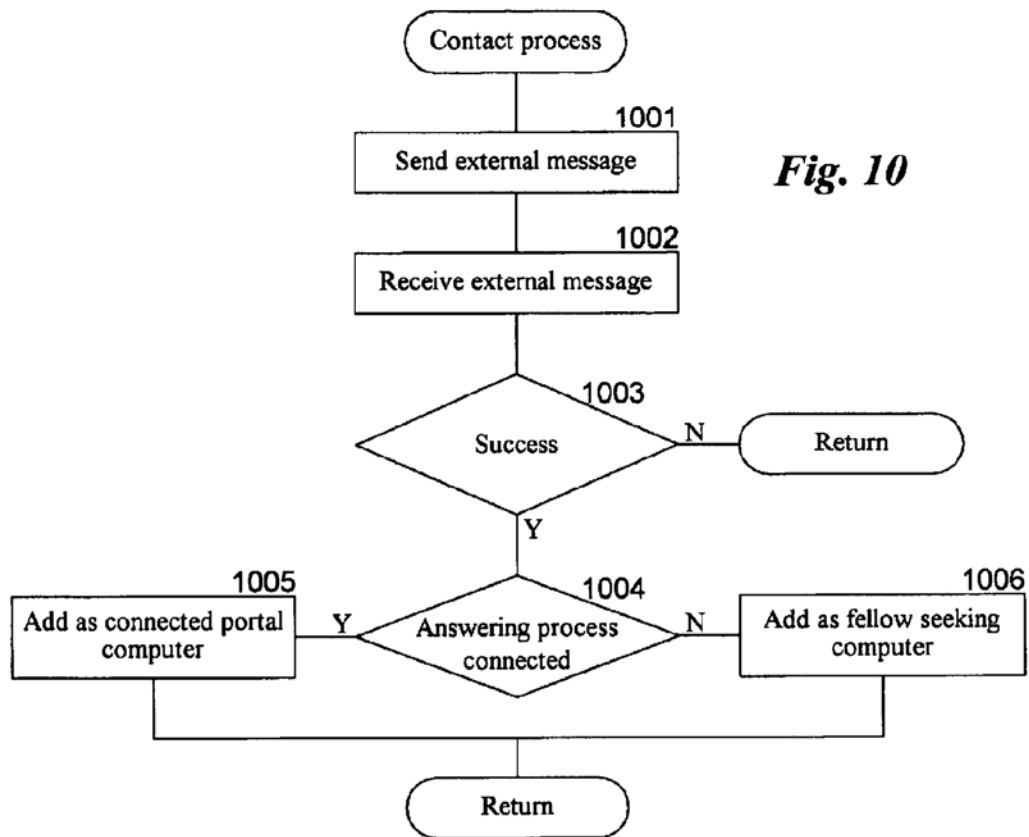 Contact process
1001
Send external message
Fig. 10
1002
Receive external message
1003
Success
N
Return
Y
1005
Add as connected portal
computer
Y
1004
Answering process
connected
N
1006
Add as fellow seeking
computer
Return